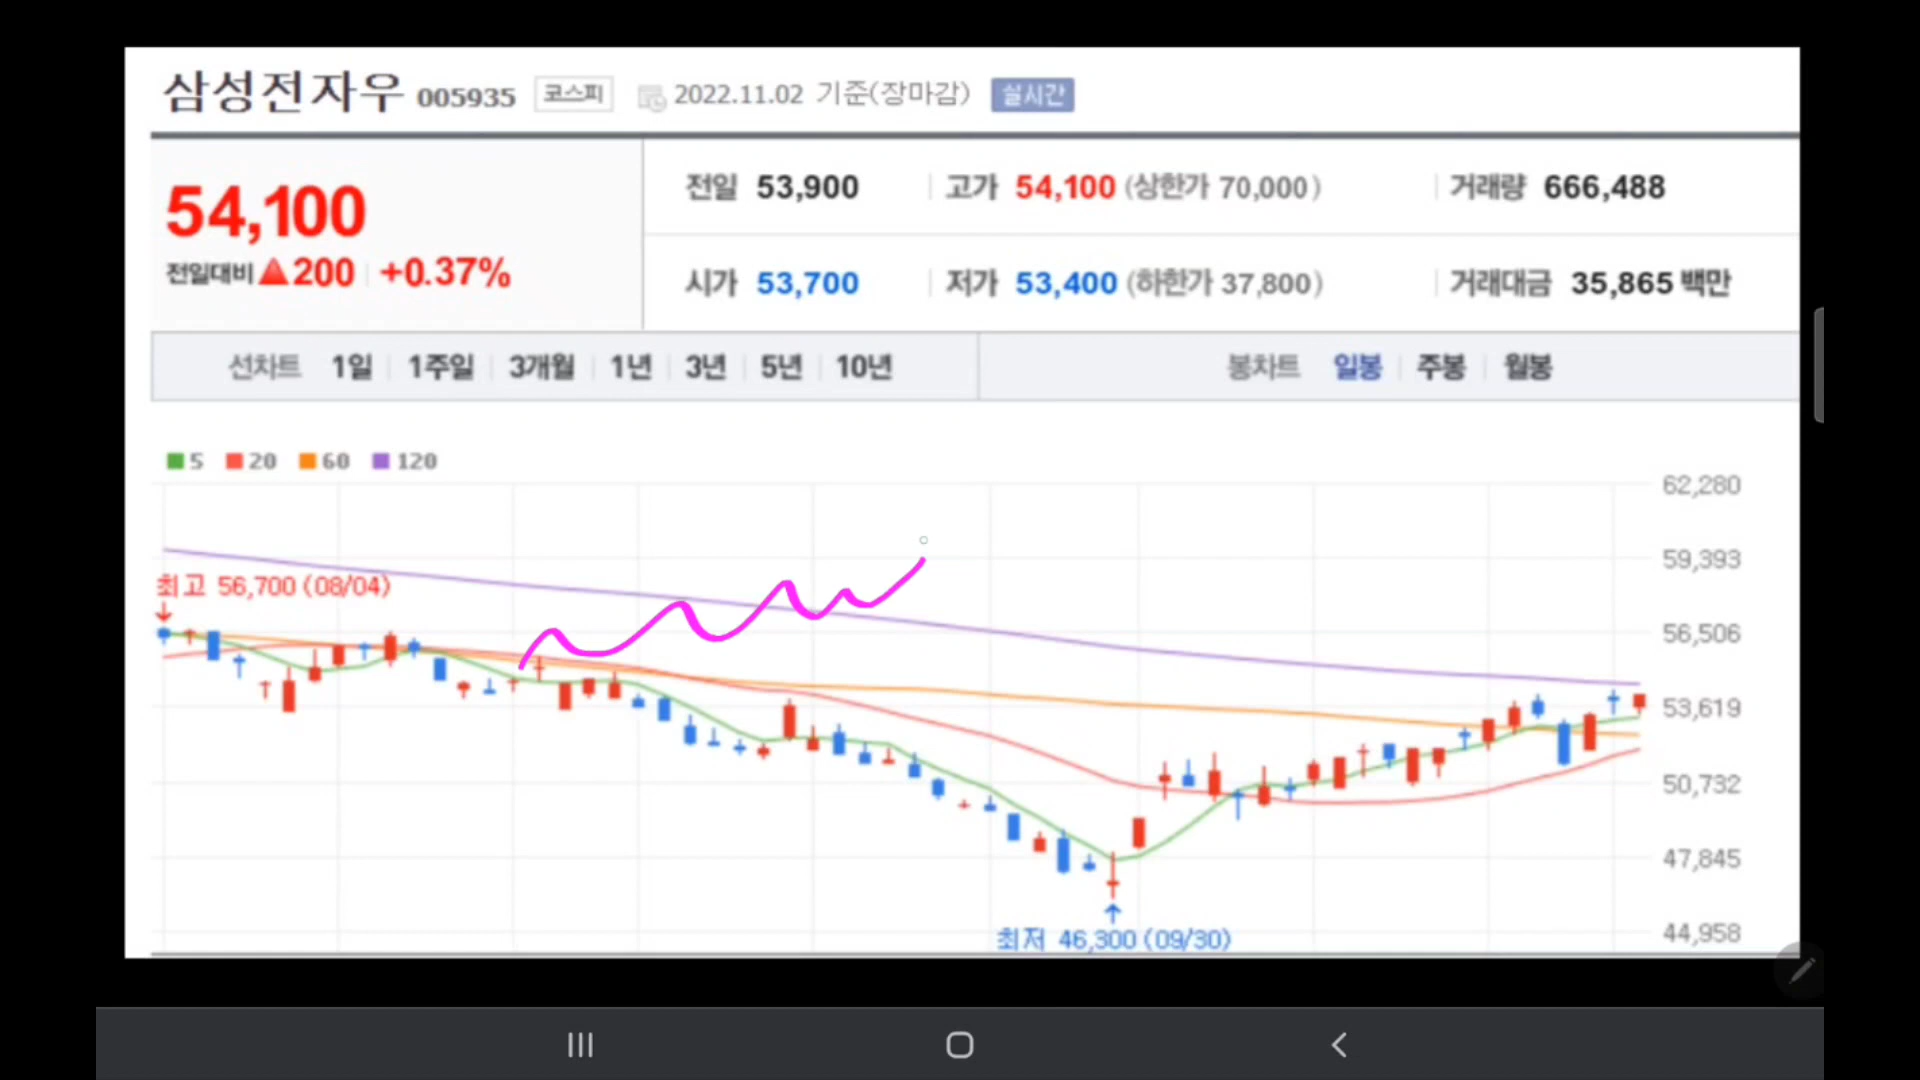 삼성전자우 005935 코스피 2022.11.02 기준(장마감) 실시간
54,100
전일대비 ▲200 +0.37%
전일 53,900 고가 54,100 (상한가 70,000) 거래량 666,488
시가 53,700 저가 53,400 (하한가 37,800) 거래대금 35,865 백만
선차트 1일 1주일 3개월 1년 3년 5년 10년 봉차트 일봉 주봉 월봉
5 20 60 120
62,280
59,393
최고 56,700 (08/04)
56,506
53,619
50,732
47,845
44,958
최저 46,300 (09/30)